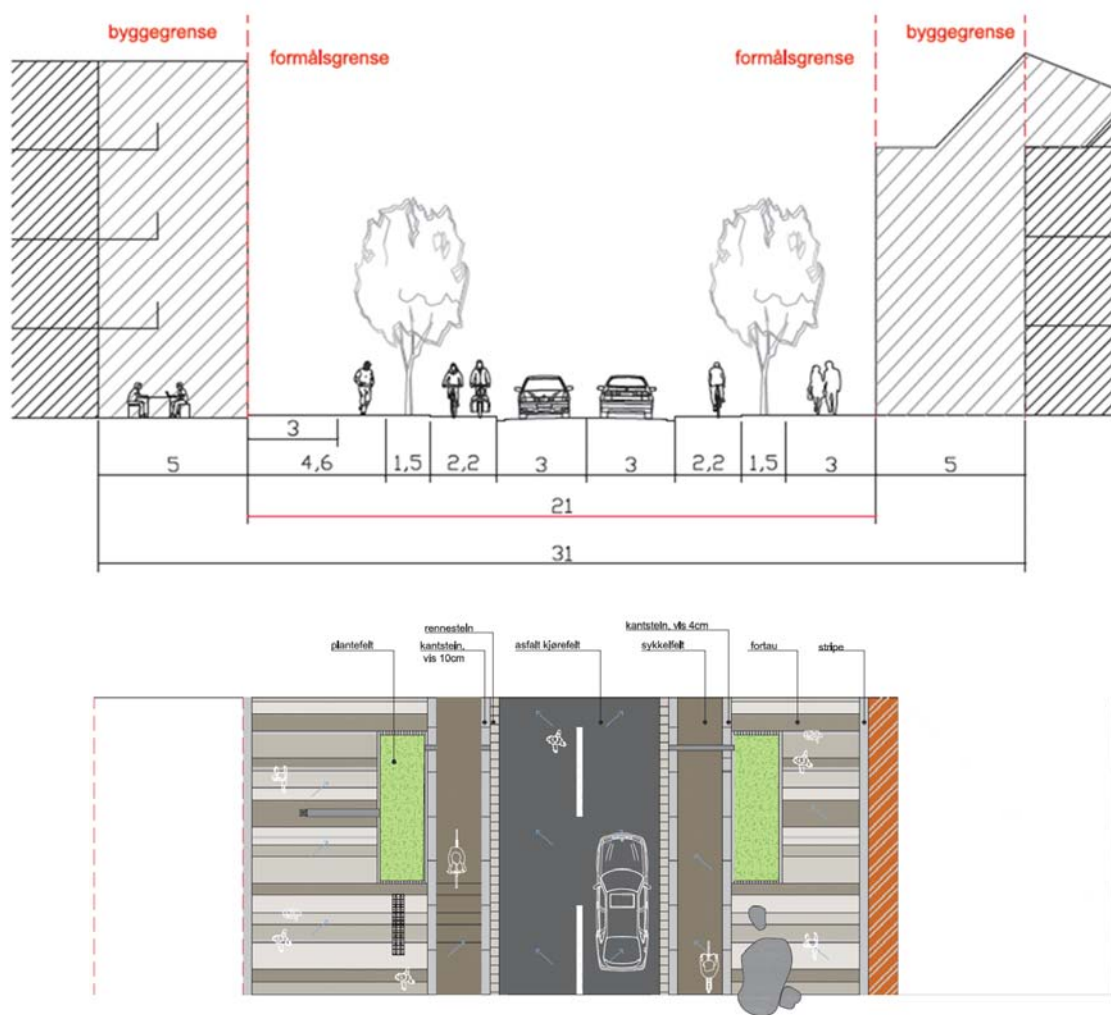 byggegrense
byggegrense
formålsgrense
formålsgrense
3
5
4,6
1,5
2,2
3
3
2,2
1,5
3
5
21
31
rennestein
kantstein, vis 4cm
plantefelt
kantstein,
vis 10cm
asfalt kjørefelt
sykkelfelt
fortau
stripe